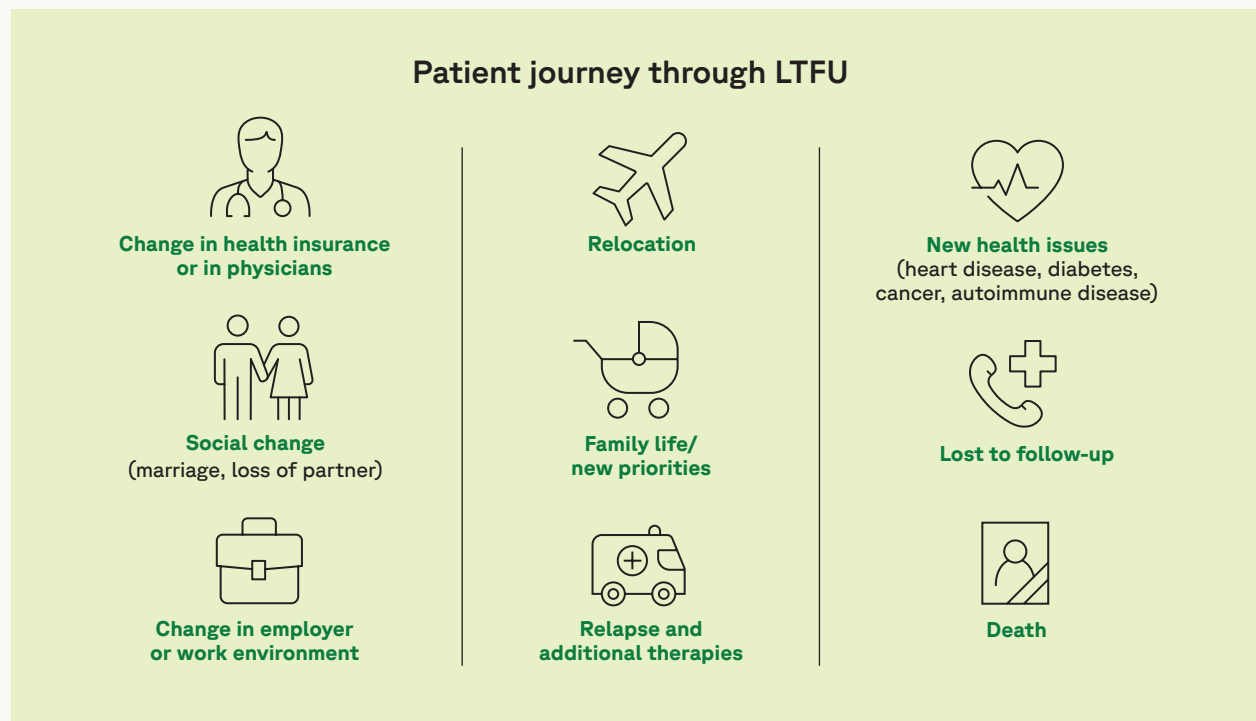 Patient journey through LTFU
Change in health insurance
or in physicians
Social change
(marriage, loss of partner)
Change in employer
or work environment
Relocation
Family life/
new priorities
Relapse and
additional therapies
New health issues
(heart disease, diabetes,
cancer, autoimmune disease)
Lost to follow-up
Death